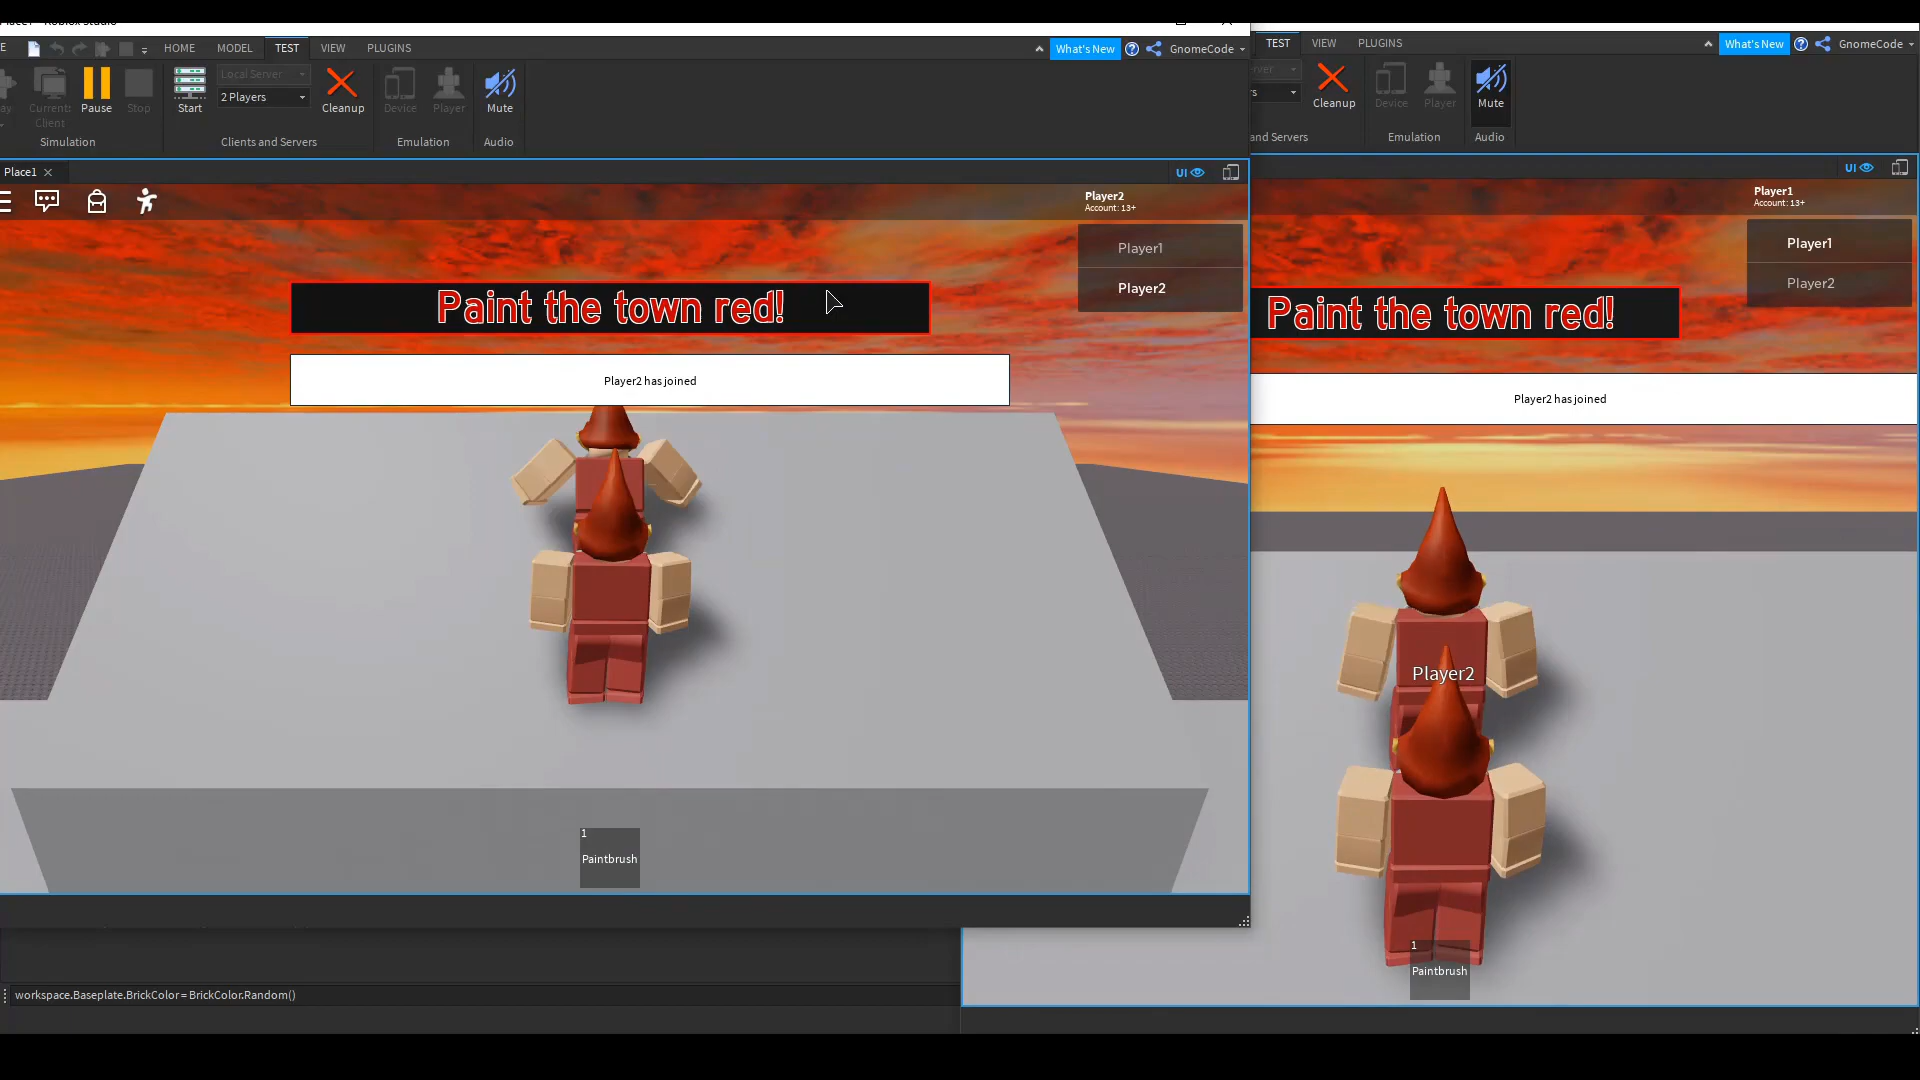 HOME MODEL TEST VIEW PLUGINS What's New GnomeCode
Pause Stop
Current
Client
Simulation
Start
Local Server
2 Players
Cleanup
Clients and Servers
Device Player
Emulation
Mute
Audio
Place1
UI
Player2
Account: 13+
Player1
Player2
Paint the town red!
Player2 has joined
1
Paintbrush
workspace.Baseplate.BrickColor = BrickColor.Random()
TEST VIEW PLUGINS What's New GnomeCode
Cleanup
Device Player
Emulation
Mute
Audio
and Servers
UI
Player1
Account: 13+
Player1
Player2
Paint the town red!
Player2 has joined
Player2
1
Paintbrush